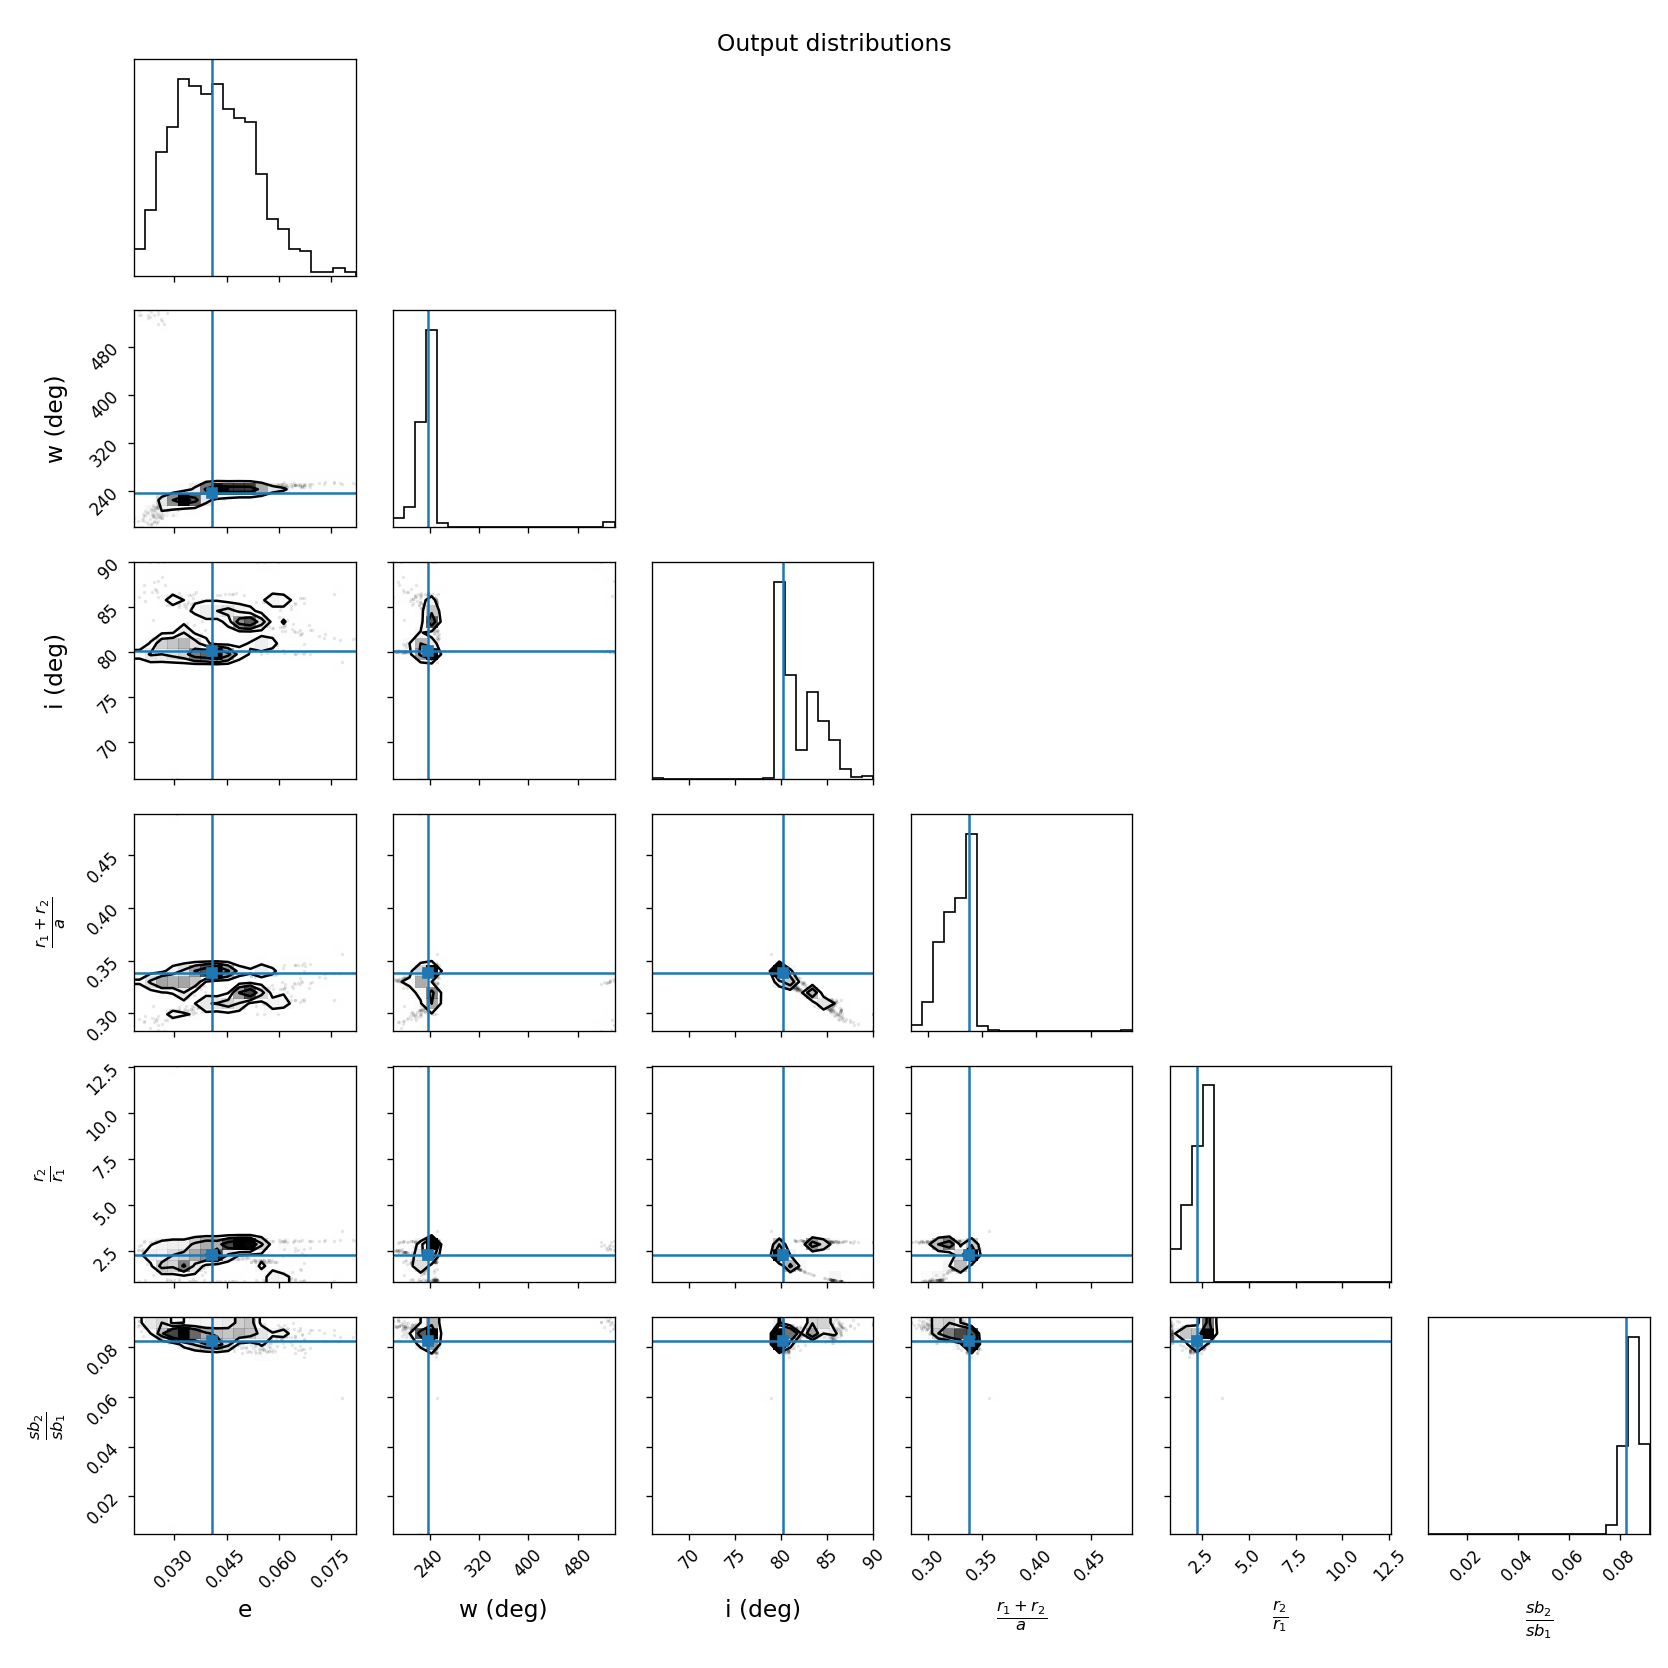 Output distributions
w (deg)
480
400
320
240
i (deg)
90
85
80
75
70
r₁ + r₂
a
0.45
0.40
0.35
0.30
r₂
r₁
12.5
10.0
7.5
5.0
2.5
sb₂
sb₁
0.08
0.06
0.04
0.02
0.030 0.045 0.060 0.075
240 320 400 480
70 75 80 85 90
0.30 0.35 0.40 0.45
2.5 5.0 7.5 10.0 12.5
0.02 0.04 0.06 0.08
e
w (deg)
i (deg)
r₁ + r₂
a
r₂
r₁
sb₂
sb₁